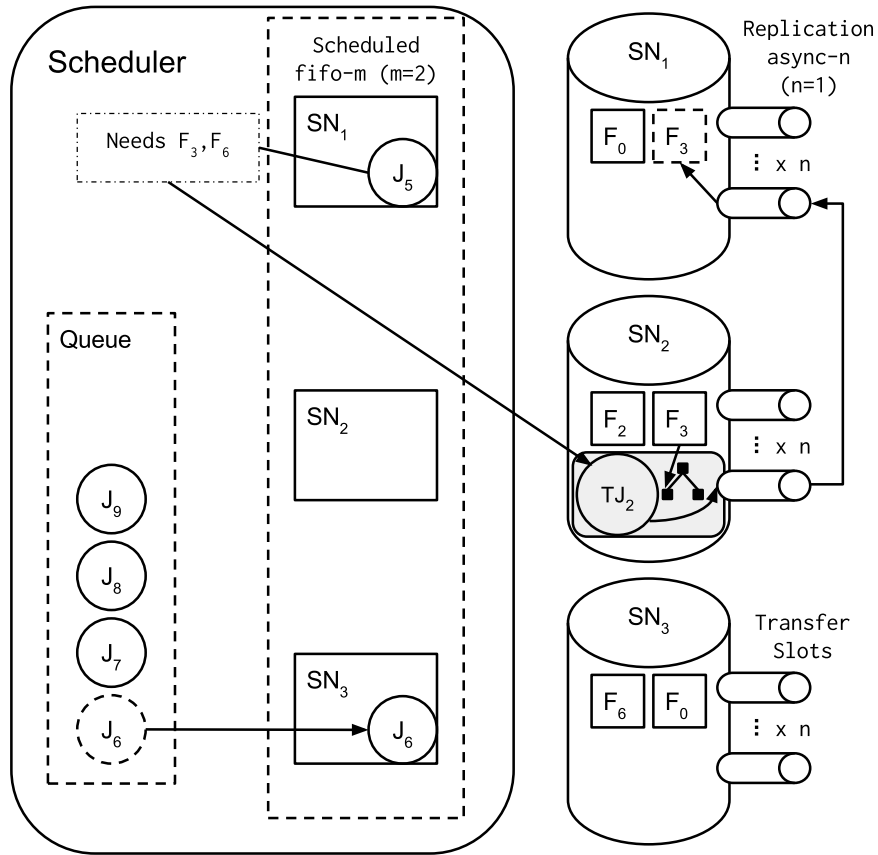 Scheduler
Scheduled
fifo-m (m=2)
SN₁
Needs F₃,F₆
J₅
Queue
SN₂
J₉
J₈
J₇
J₆
SN₃
J₆
SN₁
Replication
async-n
(n=1)
F₀
F₃
⋮ x n
SN₂
F₂
F₃
⋮ x n
TJ₂
SN₃
Transfer
Slots
F₆
F₀
⋮ x n